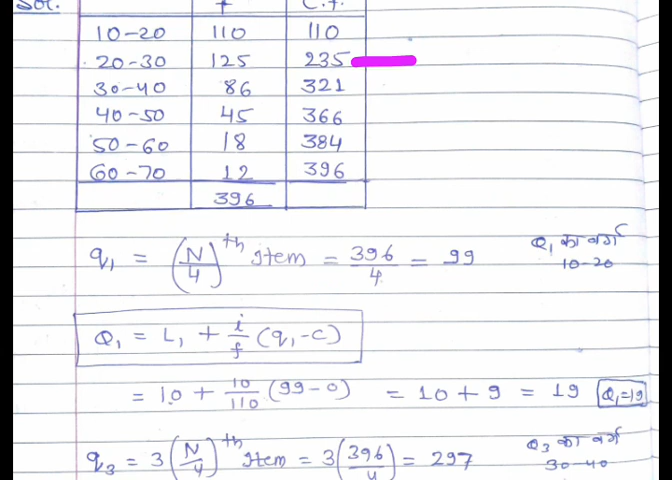 Sol. f C.f.
10-20 110 110
20-30 125 235
30-40 86 321
40-50 45 366
50-60 18 384
60-70 12 396
396
q₁ = (N/4)th Item = 396/4 = 99 Q₁ का वर्ग
10-20
Q₁ = L₁ + i/f (q₁-c)
= 10 + 10/110 (99-0) = 10 + 9 = 19 Q₁=19
q₃ = 3(N/4)th Item = 3(396/4) = 297 Q₃ का वर्ग
30-40